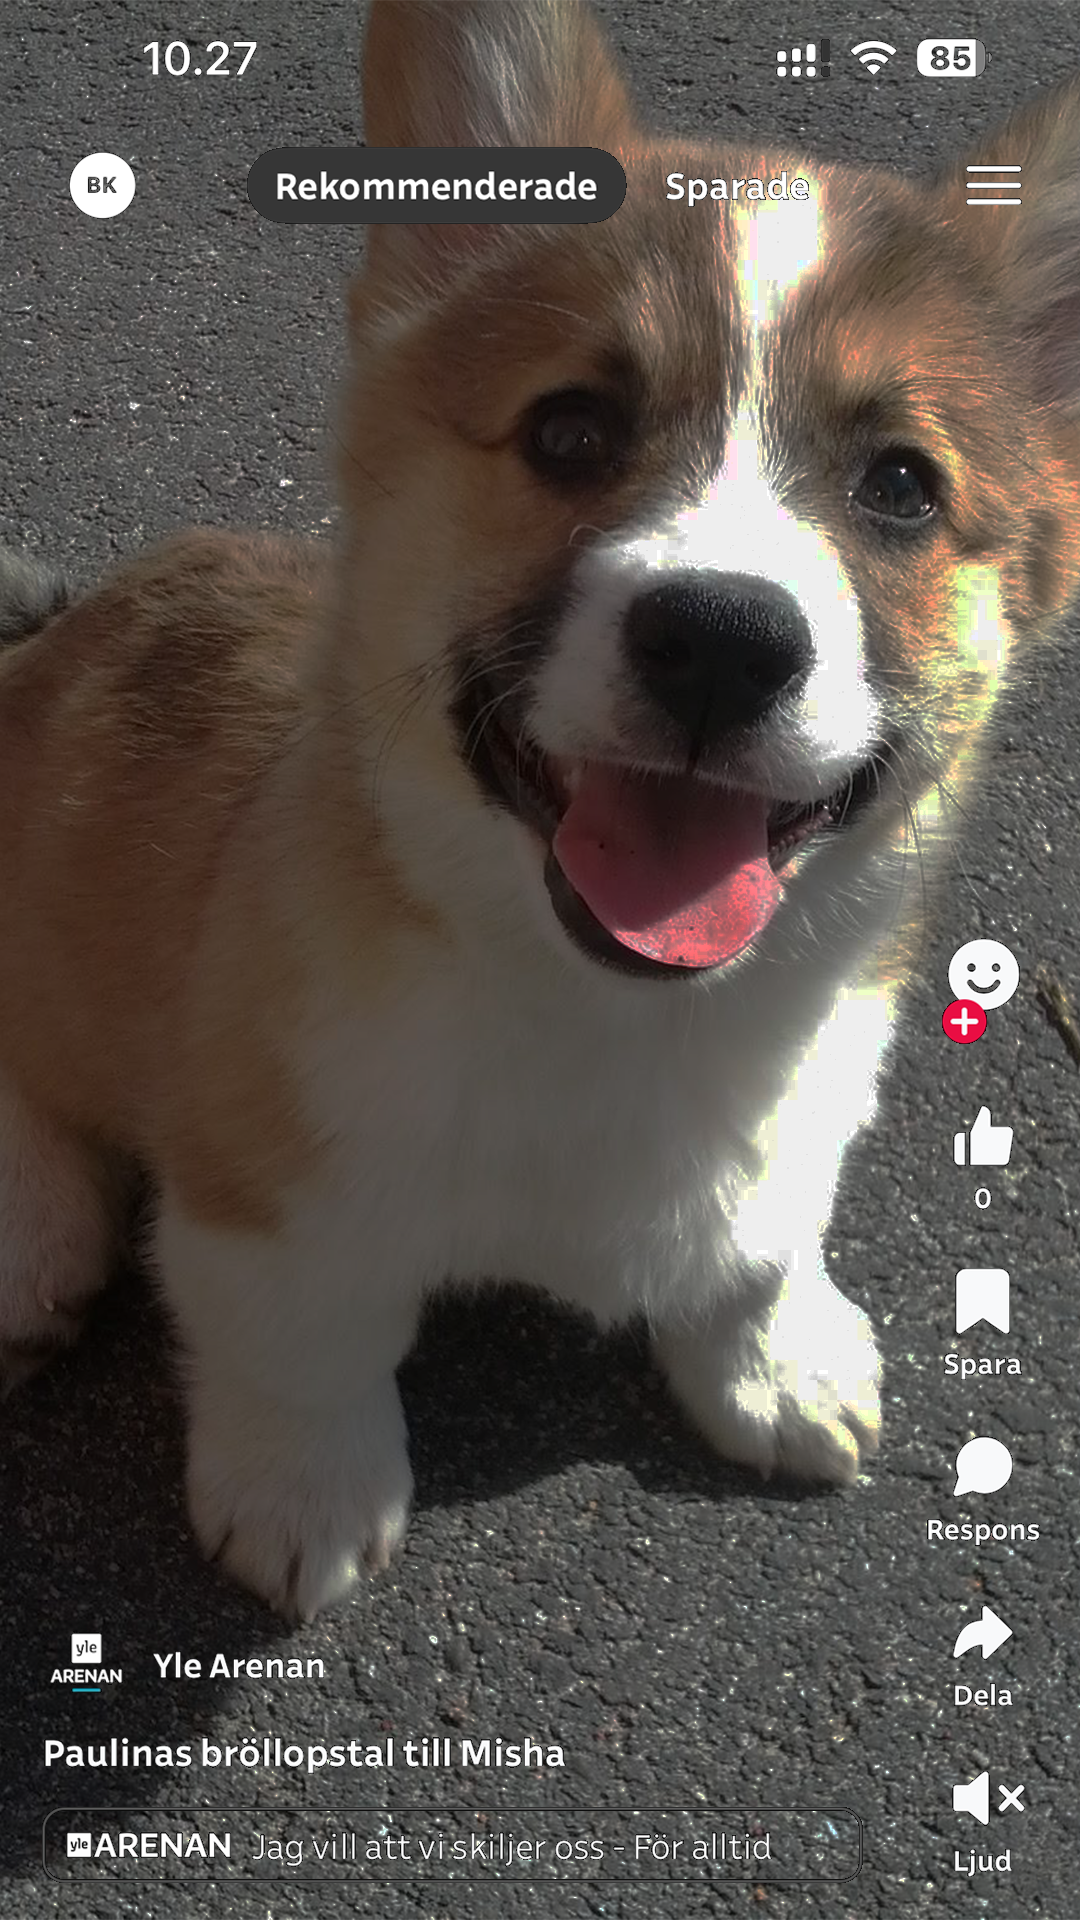 10.27
85
BK
Rekommenderade
Sparade
0
Spara
Respons
Dela
Ljud
yle
ARENAN
Yle Arenan
Paulinas bröllopstal till Misha
yle ARENAN Jag vill att vi skiljer oss - För alltid